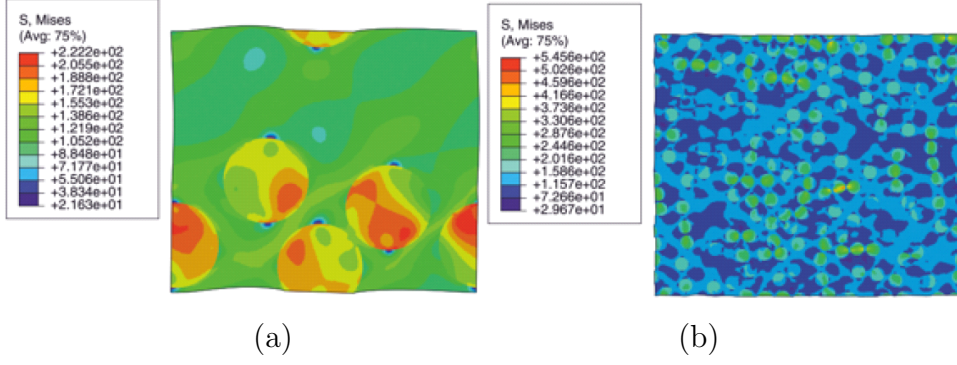 S, Mises
(Avg: 75%)
+2.222e+02
+2.055e+02
+1.888e+02
+1.721e+02
+1.553e+02
+1.386e+02
+1.219e+02
+1.052e+02
+8.848e+01
+7.177e+01
+5.506e+01
+3.834e+01
+2.163e+01
S, Mises
(Avg: 75%)
+5.456e+02
+5.026e+02
+4.596e+02
+4.166e+02
+3.736e+02
+3.306e+02
+2.876e+02
+2.446e+02
+2.016e+02
+1.586e+02
+1.157e+02
+7.266e+01
+2.967e+01
(a)
(b)